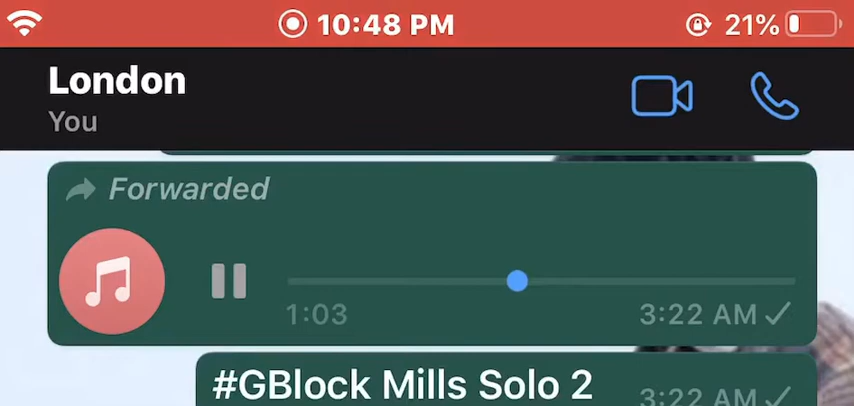 10:48 PM 21%
London
You
Forwarded
1:03 3:22 AM
#GBlock Mills Solo 2 3:22 AM